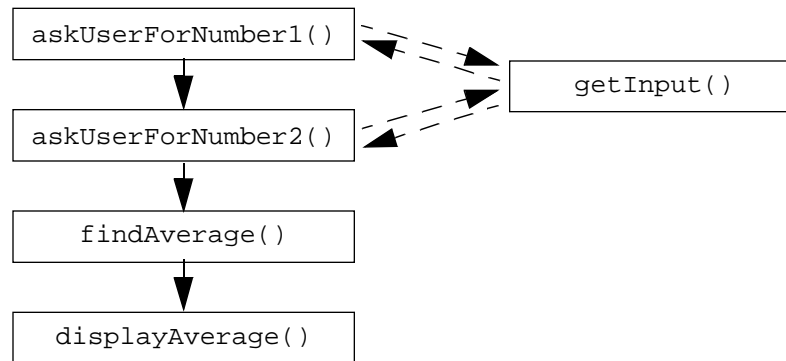 askUserForNumber1()
getInput()
askUserForNumber2()
findAverage()
displayAverage()